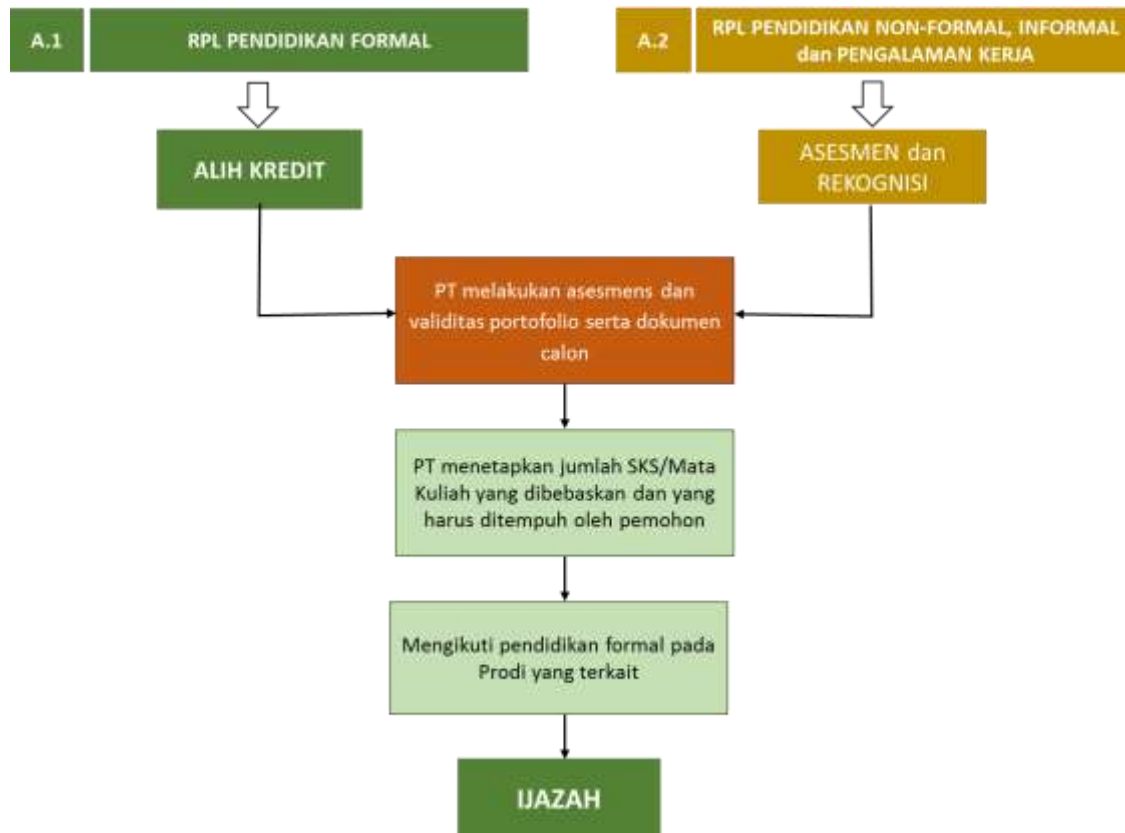 A.1
RPL PENDIDIKAN FORMAL
A.2
RPL PENDIDIKAN NON-FORMAL, INFORMAL
dan PENGALAMAN KERJA
ALIH KREDIT
ASESMEN dan
REKOGNISI
PT melakukan asesmens dan
validitas portofolio serta dokumen
calon
PT menetapkan jumlah SKS/Mata
Kuliah yang dibebaskan dan yang
harus ditempuh oleh pemohon
Mengikuti pendidikan formal pada
Prodi yang terkait
IJAZAH